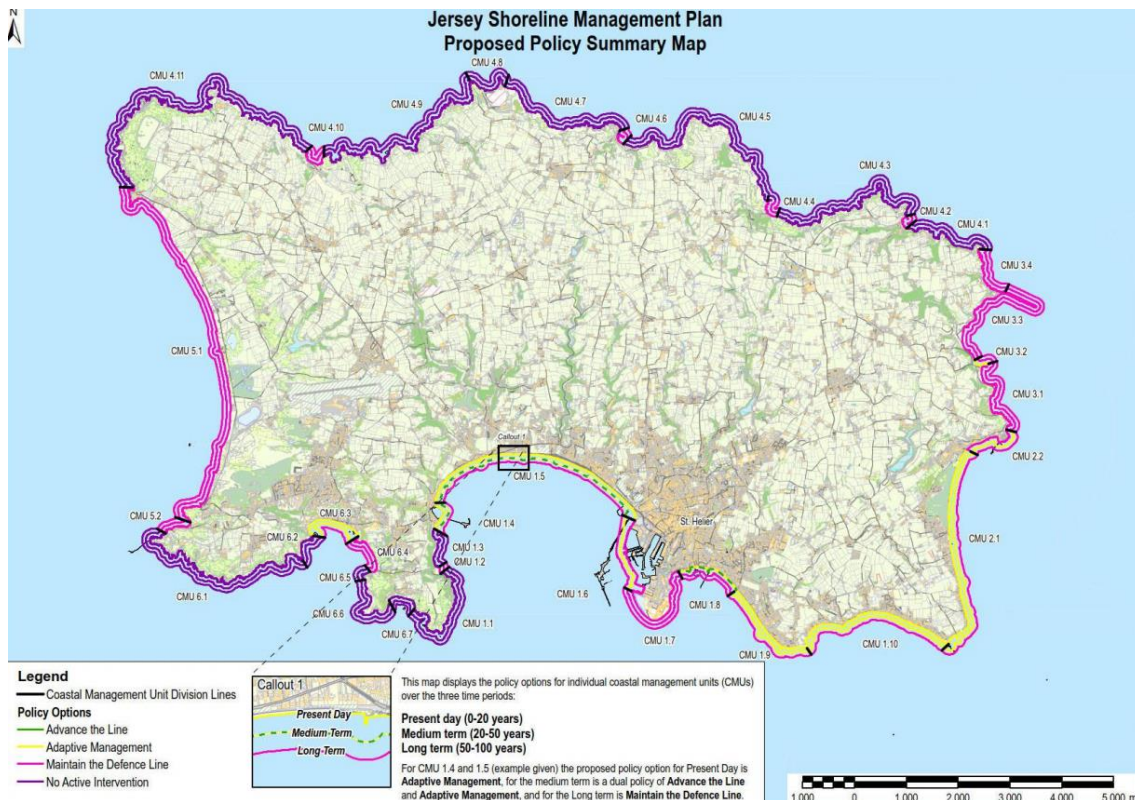 N
Jersey Shoreline Management Plan
Proposed Policy Summary Map
CMU 4.11
CMU 4.8
CMU 4.9
CMU 4.7
CMU 4.10
CMU 4.6
CMU 4.5
CMU 4.3
CMU 4.4
CMU 4.2
CMU 4.1
CMU 3.4
CMU 3.3
CMU 3.2
CMU 3.1
CMU 5.1
CMU 2.2
Callout 1
CMU 1.5
CMU 5.2
CMU 6.3
CMU 6.2
CMU 6.4
CMU 1.4
CMU 1.3
CMU 1.2
St. Helier
CMU 2.1
CMU 6.5
CMU 6.1
CMU 6.6
CMU 6.7
CMU 1.1
CMU 1.6
CMU 1.8
CMU 1.7
CMU 1.9
CMU 1.10
Legend
Coastal Management Unit Division Lines
Policy Options
Advance the Line
Adaptive Management
Maintain the Defence Line
No Active Intervention
Callout 1
Present Day
Medium Term
Long Term
This map displays the policy options for individual coastal management units (CMUs)
over the three time periods:
Present day (0-20 years)
Medium term (20-50 years)
Long term (50-100 years)
For CMU 1.4 and 1.5 (example given) the proposed policy option for Present Day is
Adaptive Management, for the medium term is a dual policy of Advance the Line
and Adaptive Management, and for the Long term is Maintain the Defence Line.
1,000 0 1,000 2,000 3,000 4,000 5,000 m